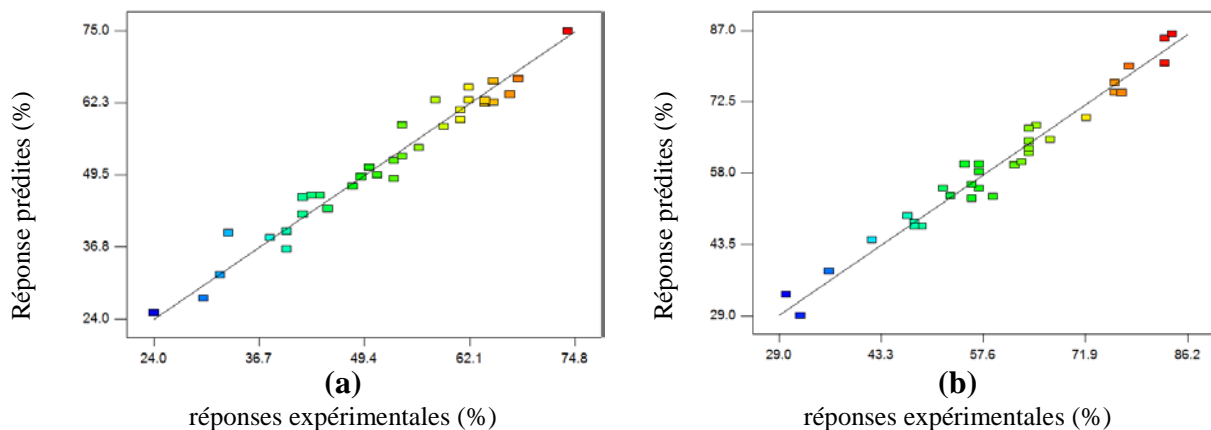 Réponse prédites (%)
75.0
62.3
49.5
36.8
24.0
24.0 36.7 49.4 62.1 74.8
(a)
réponses expérimentales (%)
Réponse prédites (%)
87.0
72.5
58.0
43.5
29.0
29.0 43.3 57.6 71.9 86.2
(b)
réponses expérimentales (%)